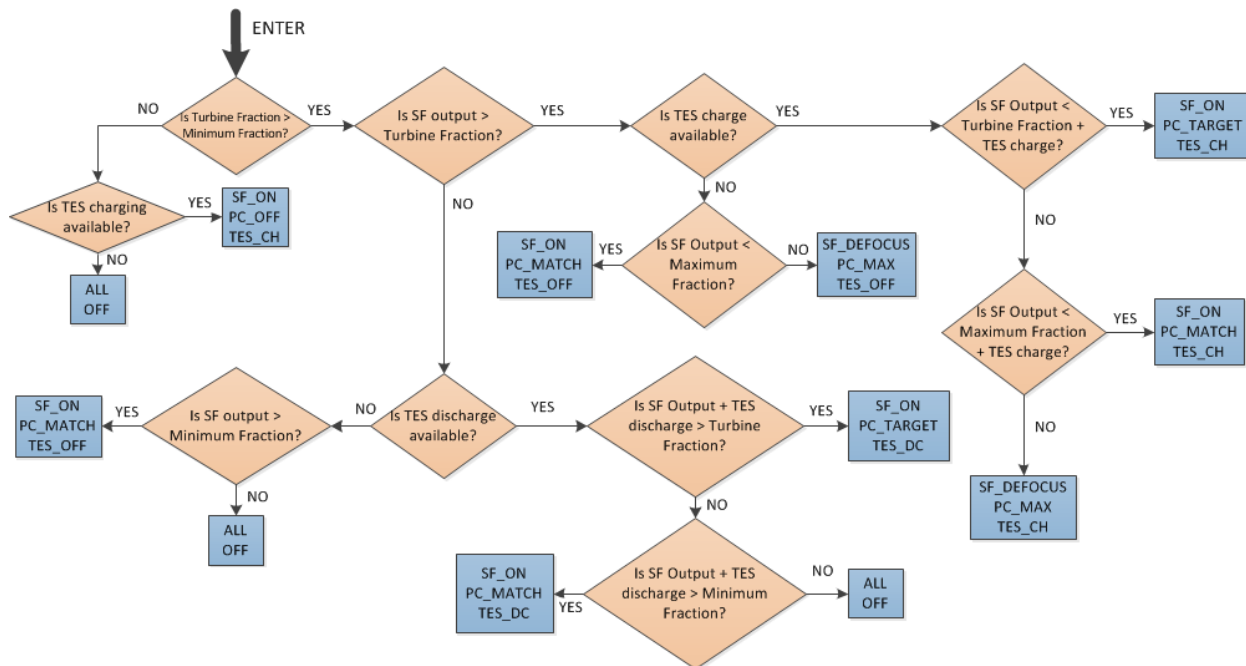 ENTER
NO
Is Turbine Fraction >
Minimum Fraction?
YES
Is SF output >
Turbine Fraction?
YES
Is TES charge
available?
YES
Is SF Output <
Turbine Fraction +
TES charge?
YES
SF_ON
PC_TARGET
TES_CH
Is TES charging
available?
YES
SF_ON
PC_OFF
TES_CH
NO
ALL
OFF
NO
NO
SF_ON
PC_MATCH
TES_OFF
YES
Is SF Output <
Maximum
Fraction?
NO
SF_DEFOCUS
PC_MAX
TES_OFF
NO
Is SF Output <
Maximum Fraction
+ TES charge?
YES
SF_ON
PC_MATCH
TES_CH
NO
SF_DEFOCUS
PC_MAX
TES_CH
SF_ON
PC_MATCH
TES_OFF
YES
Is SF output >
Minimum Fraction?
NO
Is TES discharge
available?
YES
Is SF Output + TES
discharge > Turbine
Fraction?
YES
SF_ON
PC_TARGET
TES_DC
NO
ALL
OFF
NO
SF_ON
PC_MATCH
TES_DC
YES
Is SF Output + TES
discharge > Minimum
Fraction?
NO
ALL
OFF